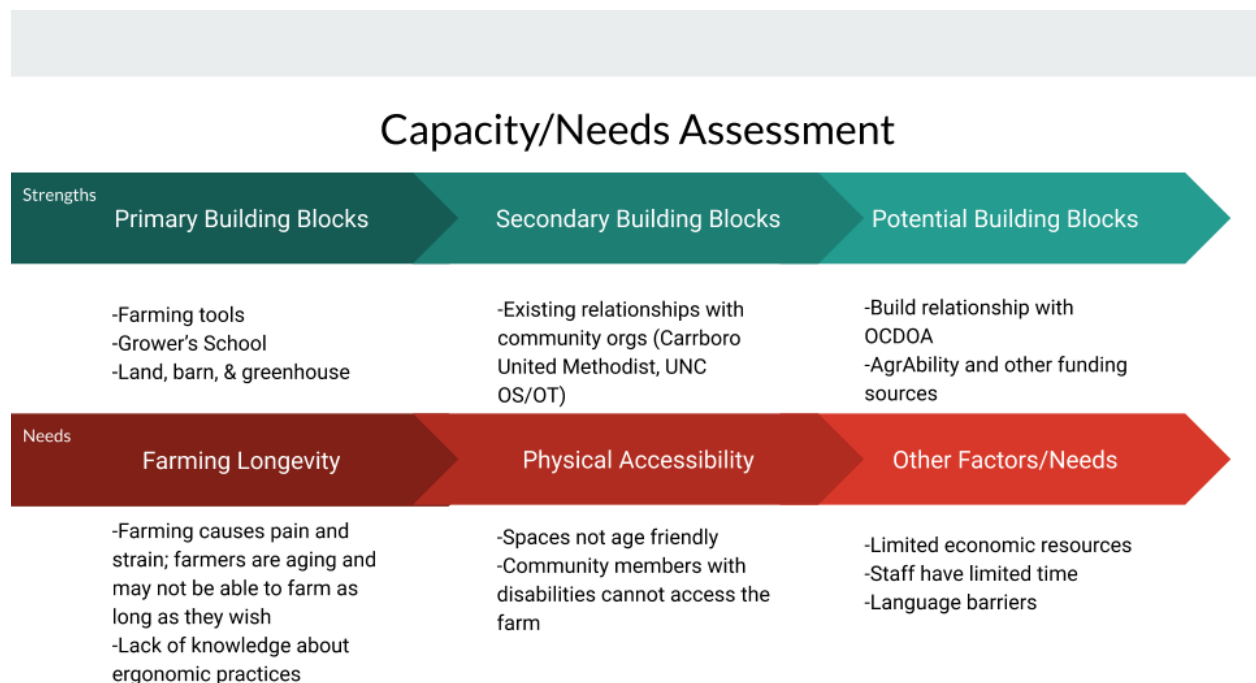 Capacity/Needs Assessment
Strengths
Primary Building Blocks
Secondary Building Blocks
Potential Building Blocks
-Farming tools
-Grower's School
-Land, barn, & greenhouse
-Existing relationships with
community orgs (Carrboro
United Methodist, UNC
OS/OT)
-Build relationship with
OCDOA
-AgrAbility and other funding
sources
Needs
Farming Longevity
Physical Accessibility
Other Factors/Needs
-Farming causes pain and
strain; farmers are aging and
may not be able to farm as
long as they wish
-Lack of knowledge about
ergonomic practices
-Spaces not age friendly
-Community members with
disabilities cannot access the
farm
-Limited economic resources
-Staff have limited time
-Language barriers